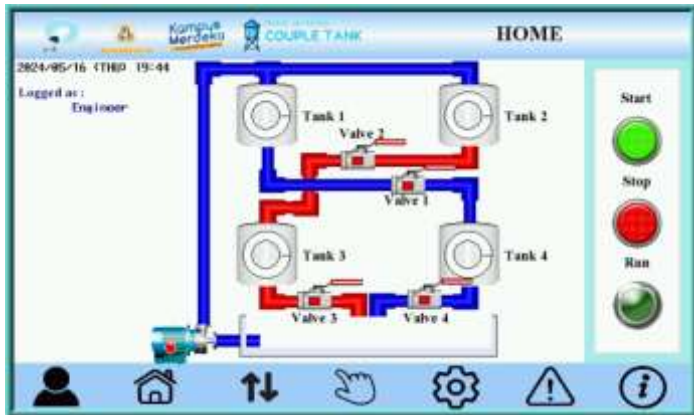 Kampus
Merdeka
COUPLE TANK
HOME
2024/05/16 (THU) 19:44
Logged as :
Engineer
Tank 1
Tank 2
Valve 2
Valve 1
Tank 3
Tank 4
Valve 3
Valve 4
Start
Stop
Run